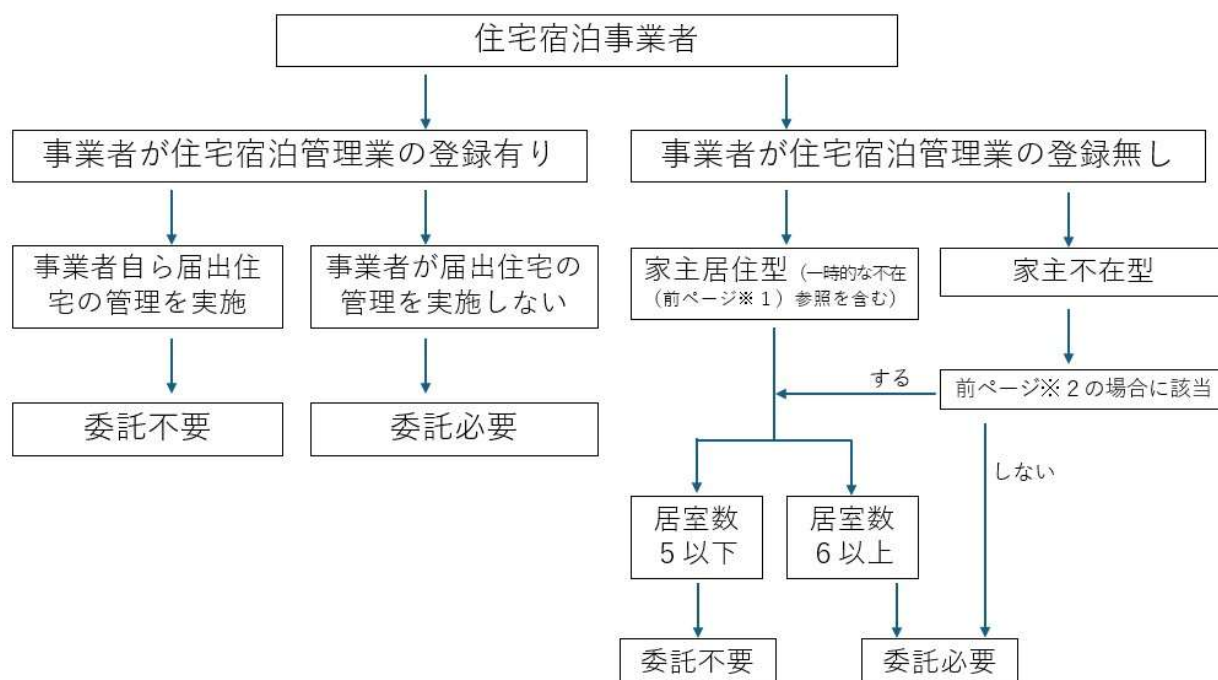 住宅宿泊事業者
事業者が住宅宿泊管理業の登録有り
事業者が住宅宿泊管理業の登録無し
事業者自ら届出住
宅の管理を実施
事業者が届出住宅の
管理を実施しない
家主居住型（一時的な不在
（前ページ※１）参照を含む）
家主不在型
する
前ページ※２の場合に該当
委託不要
委託必要
しない
居室数
５以下
居室数
６以上
委託不要
委託必要